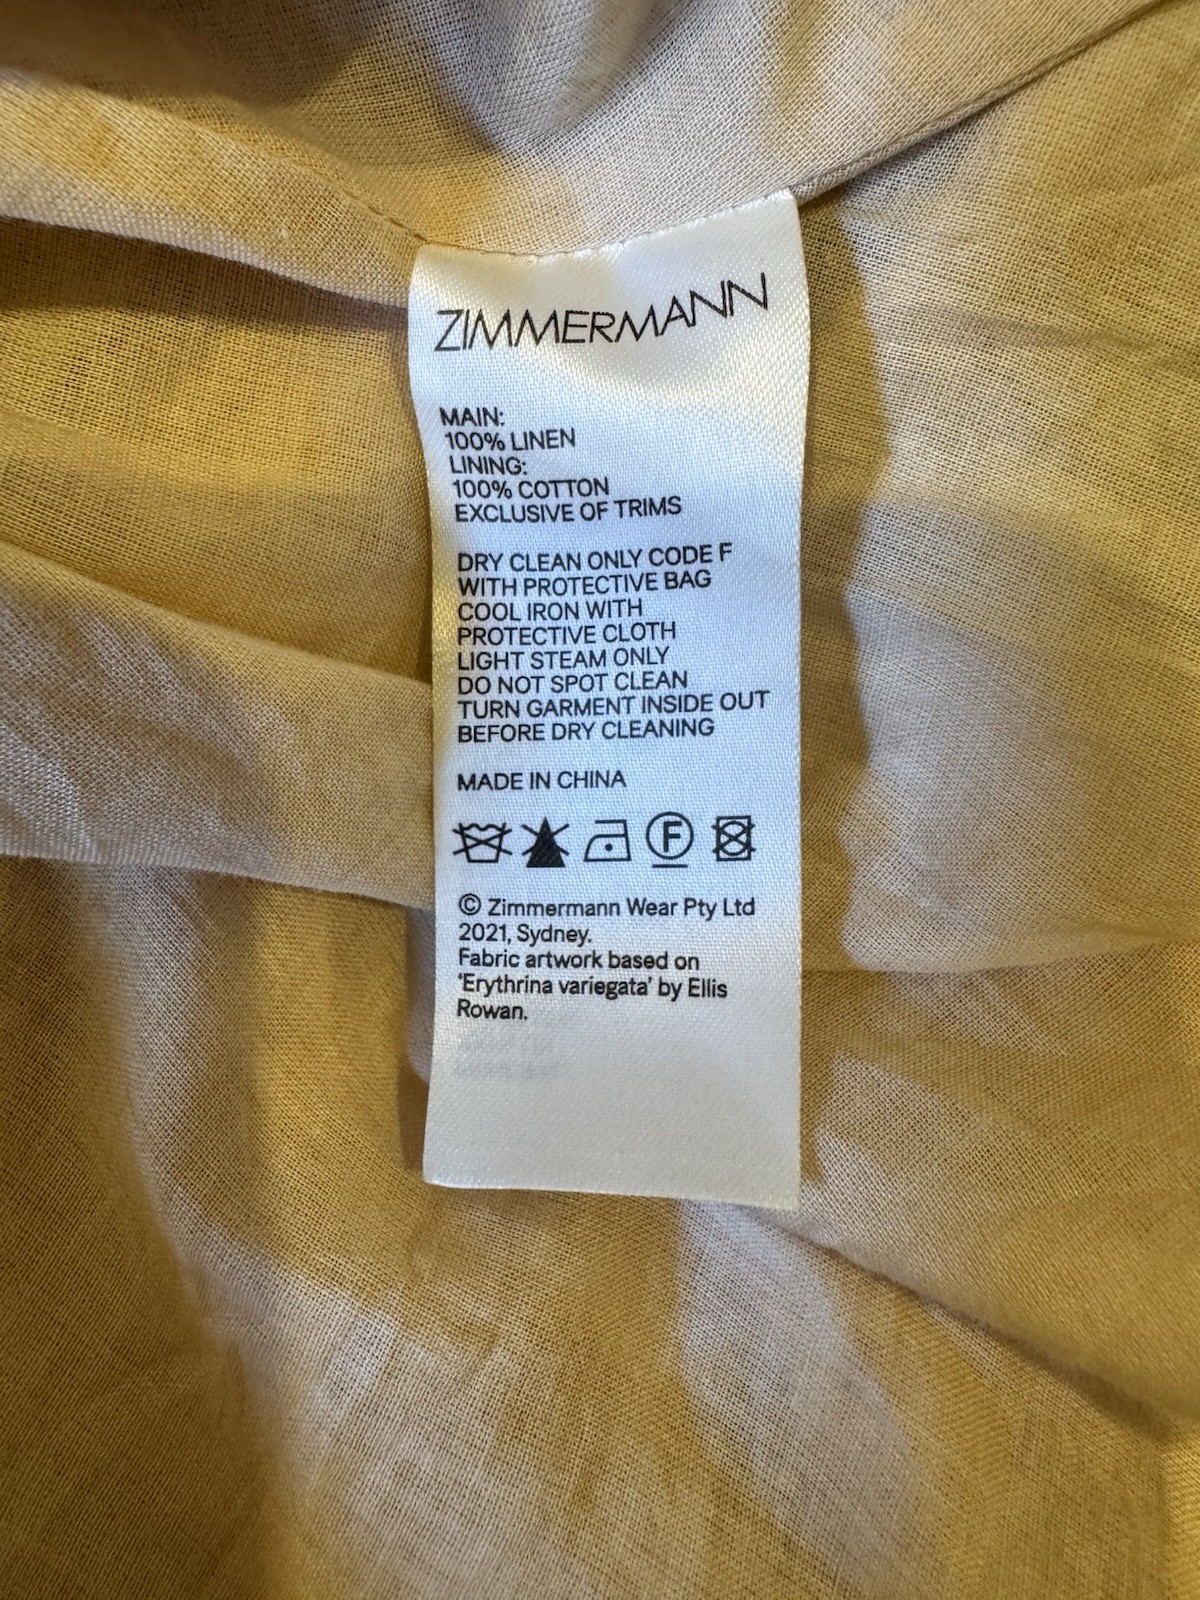 ZIMMERMANN
MAIN:
100% LINEN
LINING:
100% COTTON
EXCLUSIVE OF TRIMS
DRY CLEAN ONLY CODE F
WITH PROTECTIVE BAG
COOL IRON WITH
PROTECTIVE CLOTH
LIGHT STEAM ONLY
DO NOT SPOT CLEAN
TURN GARMENT INSIDE OUT
BEFORE DRY CLEANING
MADE IN CHINA
F
© Zimmermann Wear Pty Ltd
2021, Sydney.
Fabric artwork based on
‘Erythrina variegata’ by Ellis
Rowan.